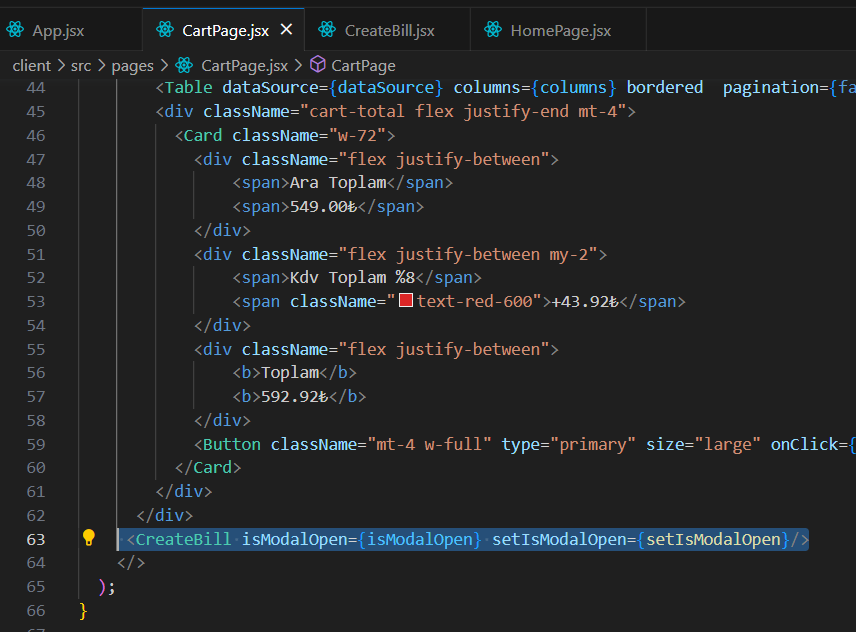 App.jsx CartPage.jsx CreateBill.jsx HomePage.jsx
client > src > pages > CartPage.jsx > CartPage
44 <Table dataSource={dataSource} columns={columns} bordered  pagination={fa
45 <div className="cart-total flex justify-end mt-4">
46 <Card className="w-72">
47 <div className="flex justify-between">
48 <span>Ara Toplam</span>
49 <span>549.00₺</span>
50 </div>
51 <div className="flex justify-between my-2">
52 <span>Kdv Toplam %8</span>
53 <span className="text-red-600">+43.92₺</span>
54 </div>
55 <div className="flex justify-between">
56 <b>Toplam</b>
57 <b>592.92₺</b>
58 </div>
59 <Button className="mt-4 w-full" type="primary" size="large" onClick={
60 </Card>
61 </div>
62 </div>
63 <CreateBill isModalOpen={isModalOpen} setIsModalOpen={setIsModalOpen}/>
64 </>
65 );
66 }